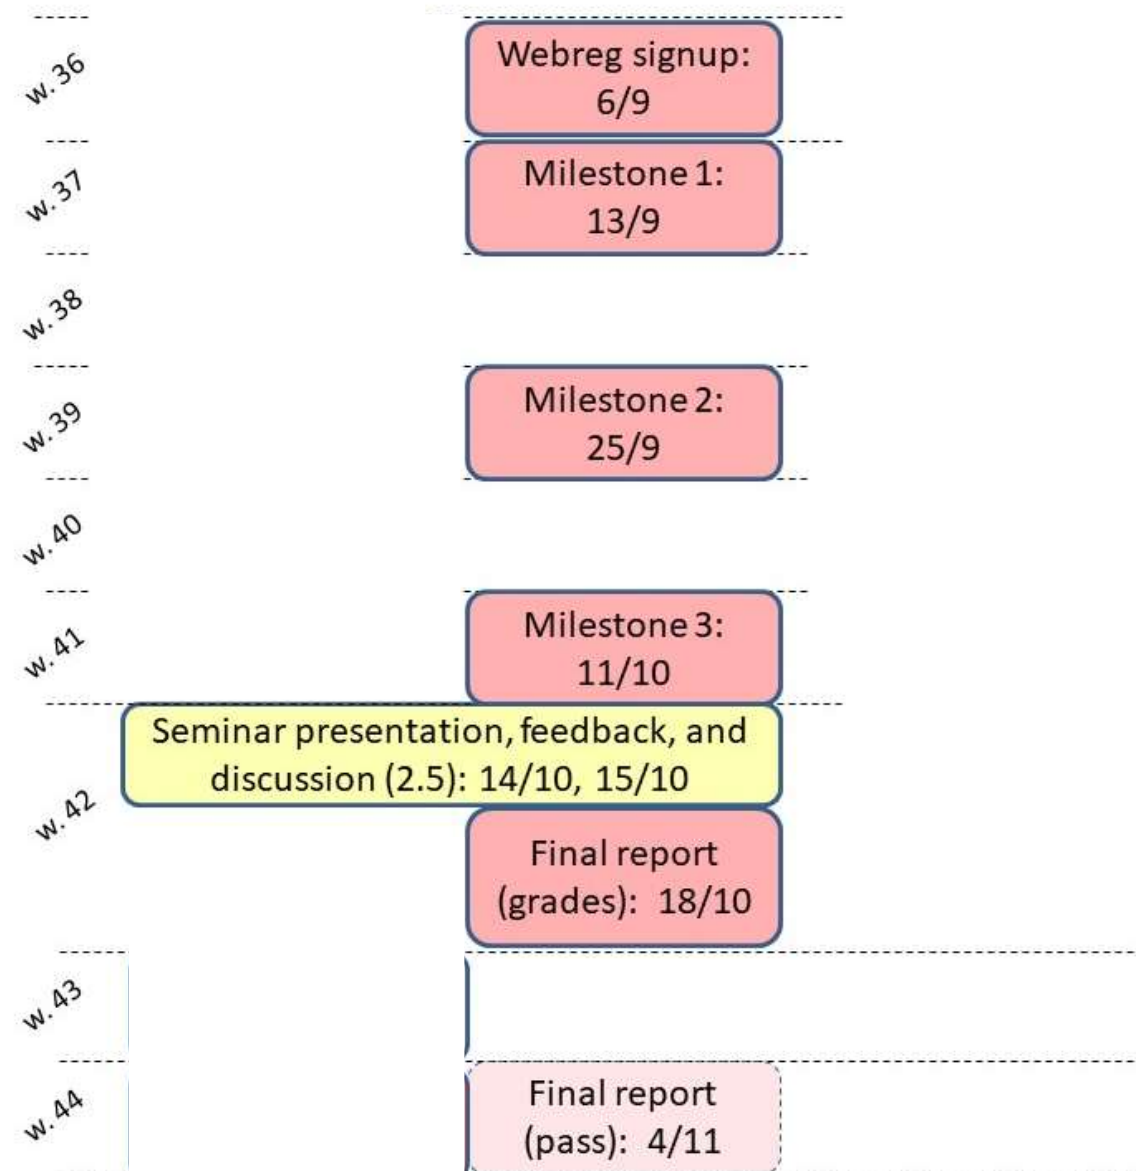 w. 36
Webreg signup:
6/9
w. 37
Milestone 1:
13/9
w. 38
w. 39
Milestone 2:
25/9
w. 40
w. 41
Milestone 3:
11/10
w. 42
Seminar presentation, feedback, and
discussion (2.5): 14/10, 15/10
Final report
(grades): 18/10
w. 43
w. 44
Final report
(pass): 4/11